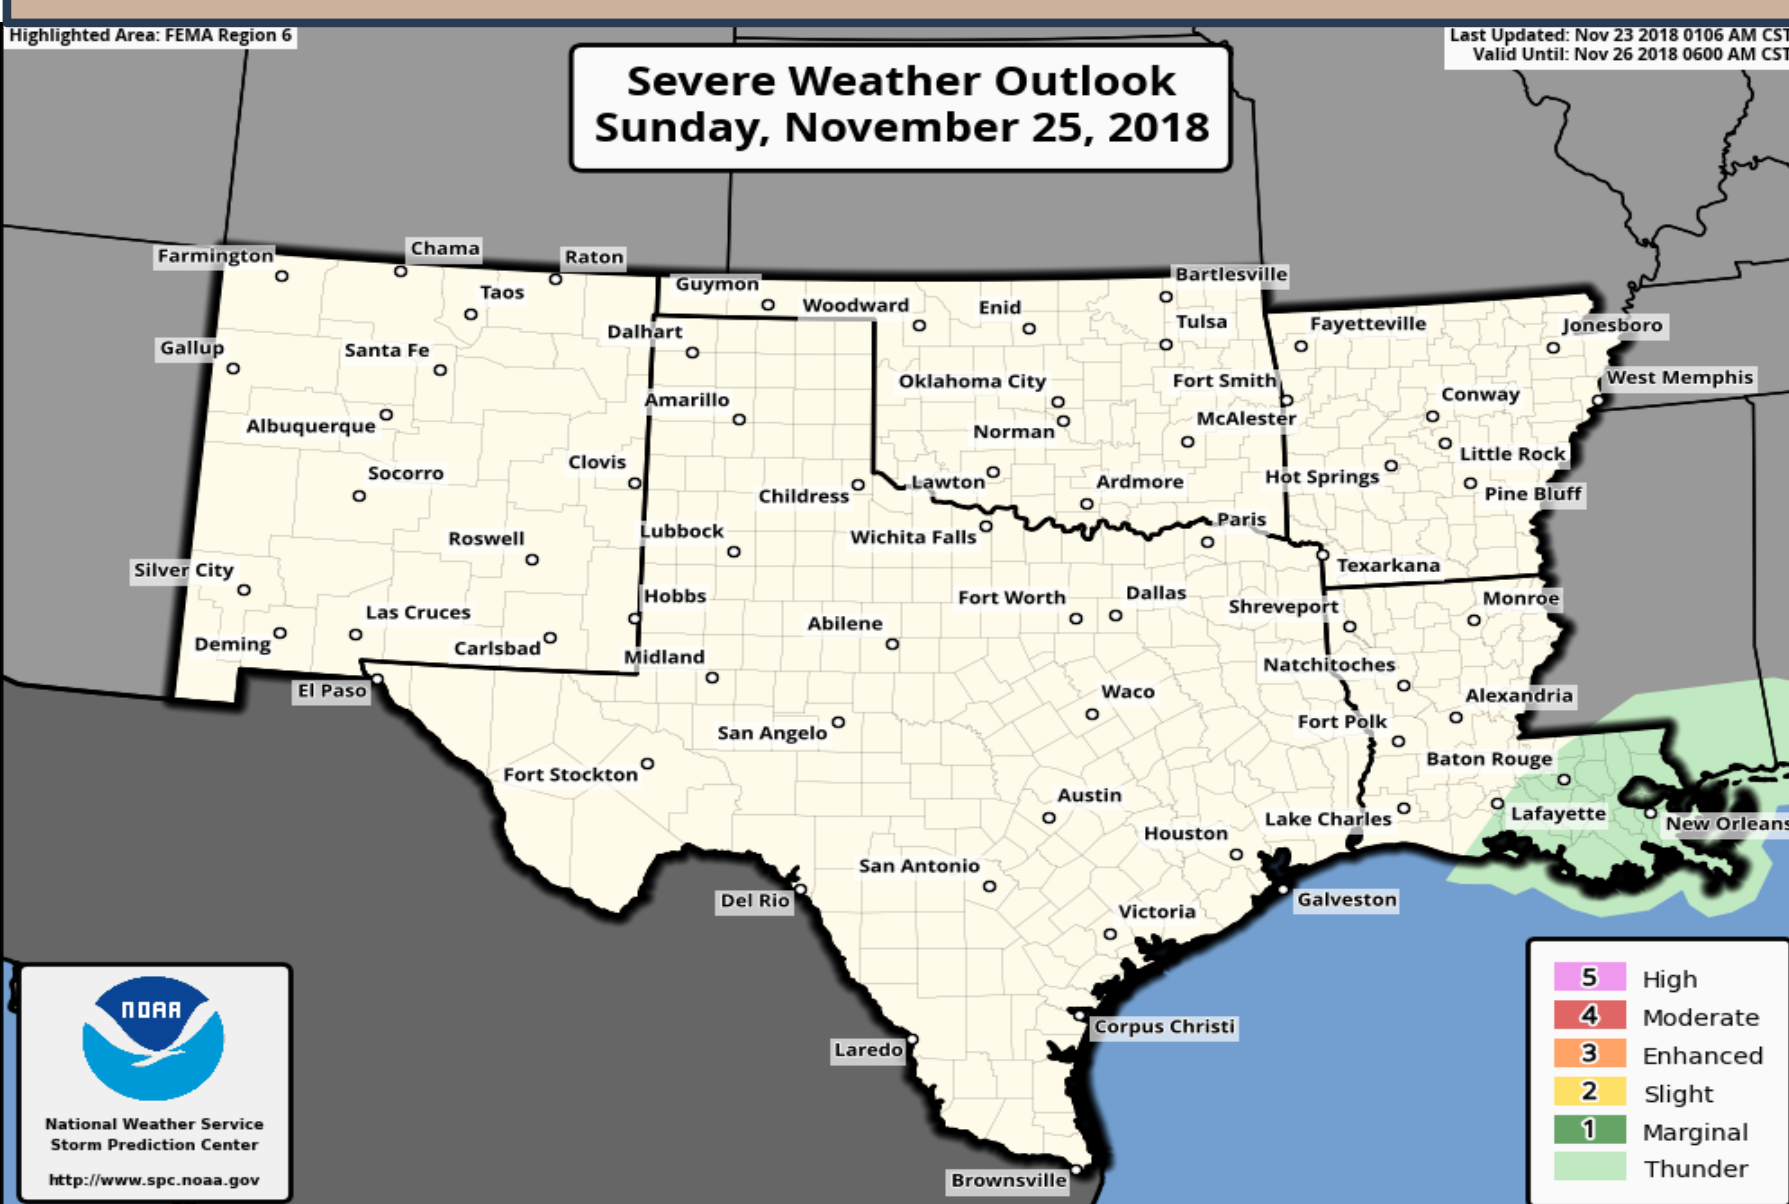 Highlighted Area: FEMA Region 6
Last Updated: Nov 23 2018 0106 AM CST
Valid Until: Nov 26 2018 0600 AM CST
Severe Weather Outlook
Sunday, November 25, 2018
Farmington
Chama
Raton
Taos
Guymon
Woodward
Enid
Bartlesville
Tulsa
Fayetteville
Jonesboro
Gallup
Santa Fe
Dalhart
Oklahoma City
Fort Smith
West Memphis
Albuquerque
Amarillo
Norman
McAlester
Conway
Socorro
Clovis
Childress
Lawton
Ardmore
Hot Springs
Little Rock
Pine Bluff
Roswell
Lubbock
Wichita Falls
Paris
Silver City
Texarkana
Las Cruces
Hobbs
Fort Worth
Dallas
Shreveport
Monroe
Deming
Carlsbad
Midland
Abilene
Natchitoches
El Paso
San Angelo
Waco
Fort Polk
Alexandria
Fort Stockton
Austin
Baton Rouge
Houston
Lake Charles
Lafayette
New Orleans
San Antonio
Del Rio
Victoria
Galveston
Corpus Christi
Laredo
Brownsville
NOAA
National Weather Service
Storm Prediction Center
http://www.spc.noaa.gov
5 High
4 Moderate
3 Enhanced
2 Slight
1 Marginal
Thunder